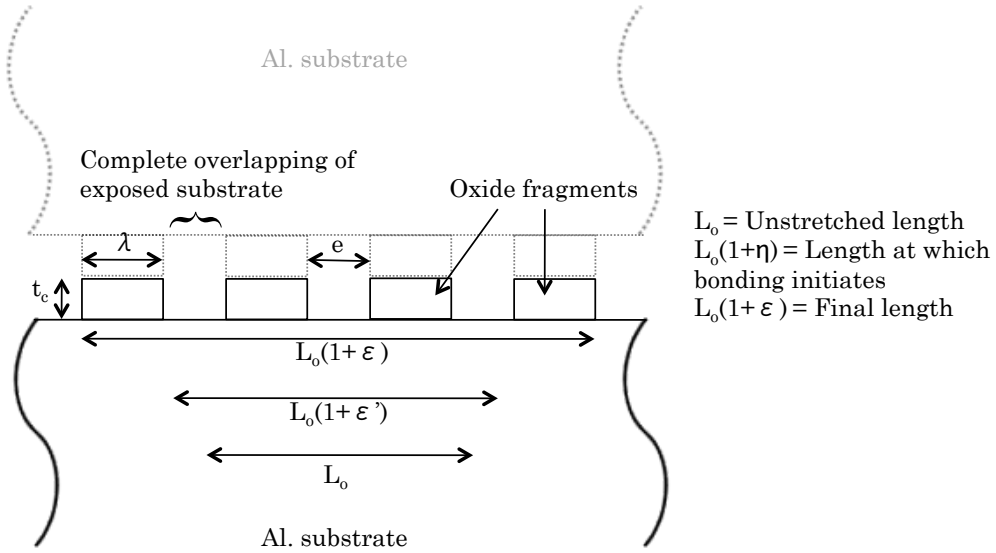 Al. substrate
Complete overlapping of
exposed substrate
Oxide fragments
λ
e
t_c
L_o = Unstretched length
L_o(1+η) = Length at which
bonding initiates
L_o(1+ε) = Final length
L_o(1+ε)
L_o(1+ε')
L_o
Al. substrate